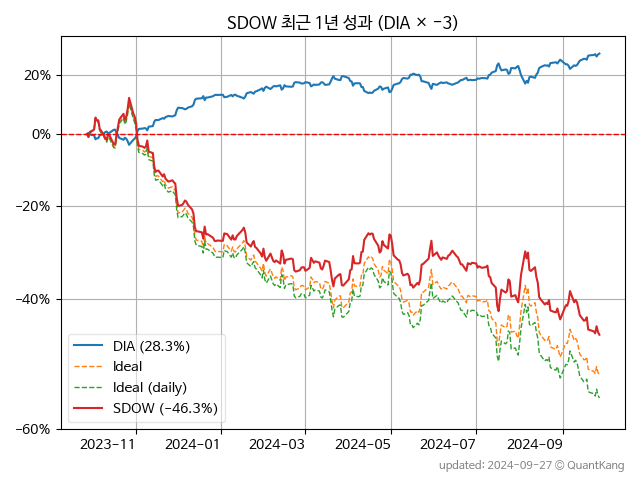 SDOW 최근 1년 성과 (DIA × −3)
20%
0%
−20%
−40%
−60%
DIA (28.3%)
Ideal
Ideal (daily)
SDOW (−46.3%)
2023−11
2024−01
2024−03
2024−05
2024−07
2024−09
updated: 2024−09−27 © QuantKang